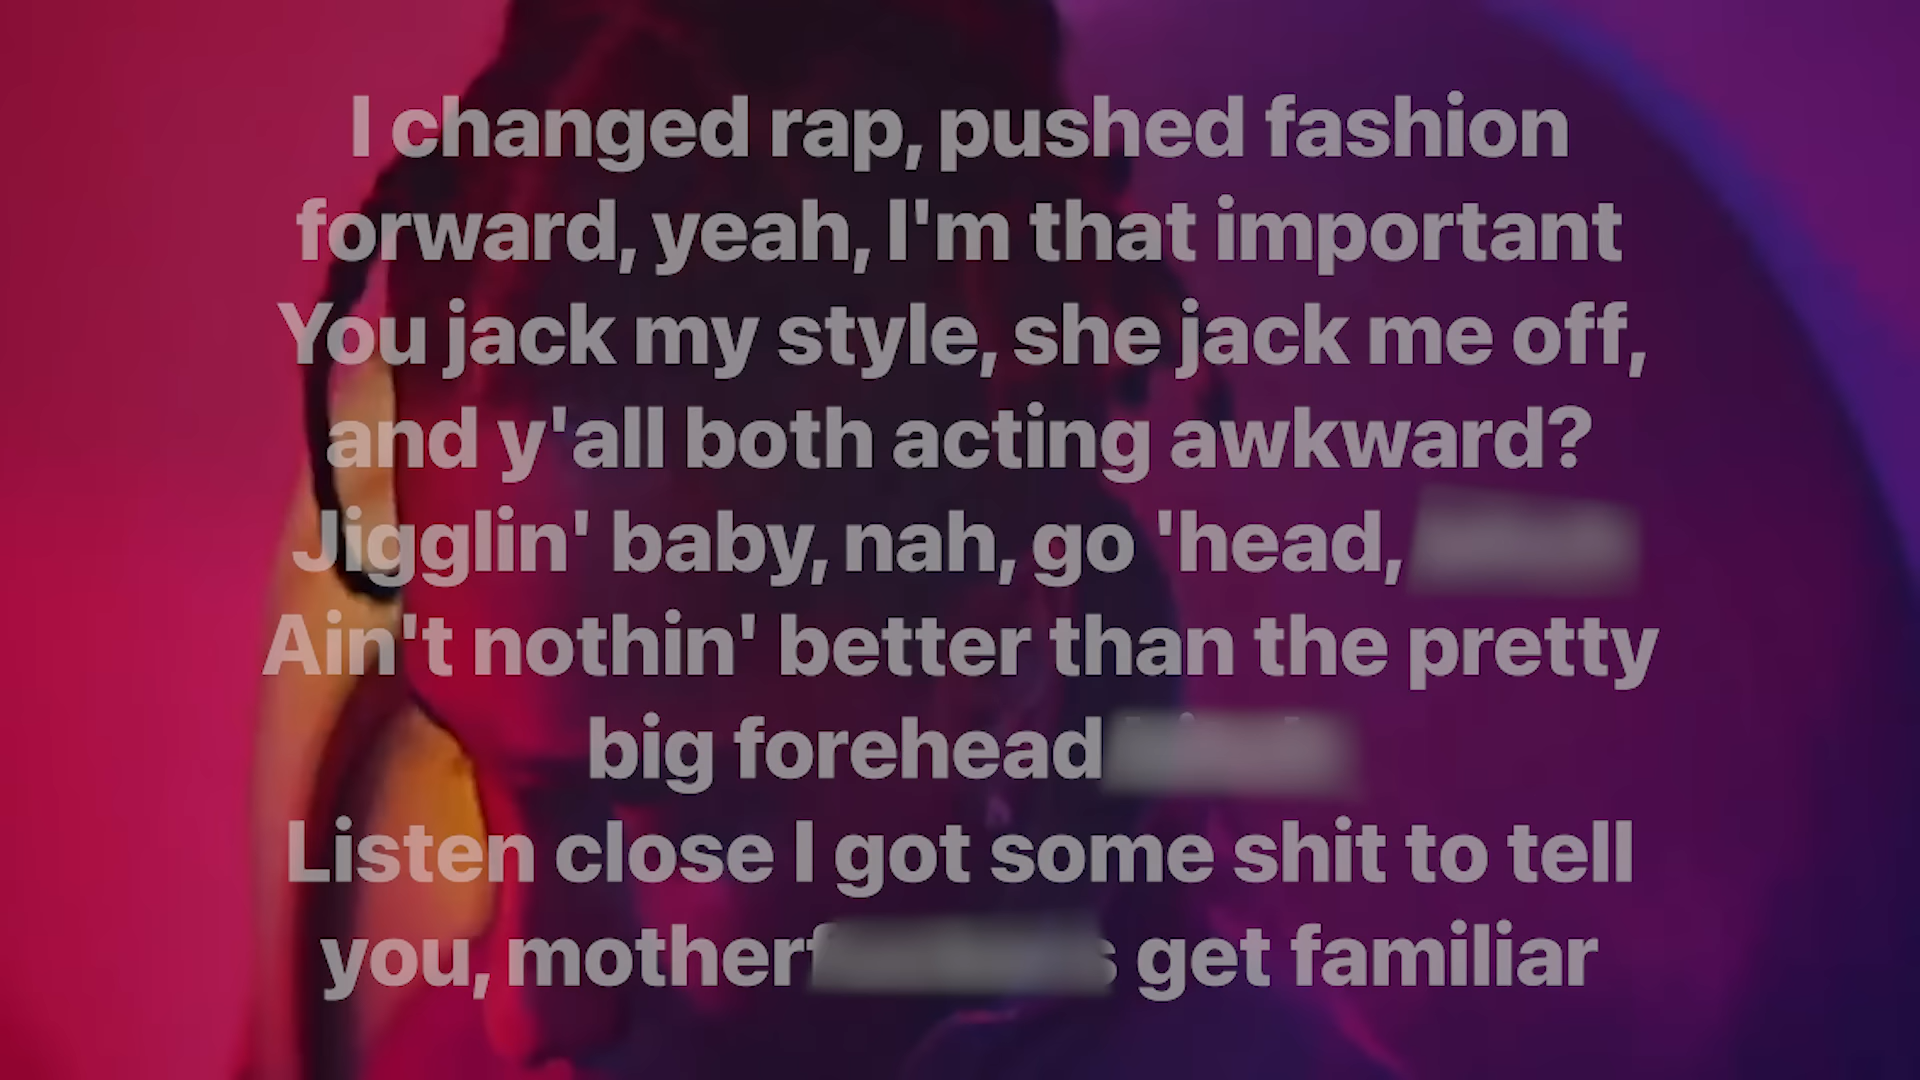 I changed rap, pushed fashion
forward, yeah, I'm that important
You jack my style, she jack me off,
and y'all both acting awkward?
Jigglin' baby, nah, go 'head,
Ain't nothin' better than the pretty
big forehead
Listen close I got some shit to tell
you, get familiar